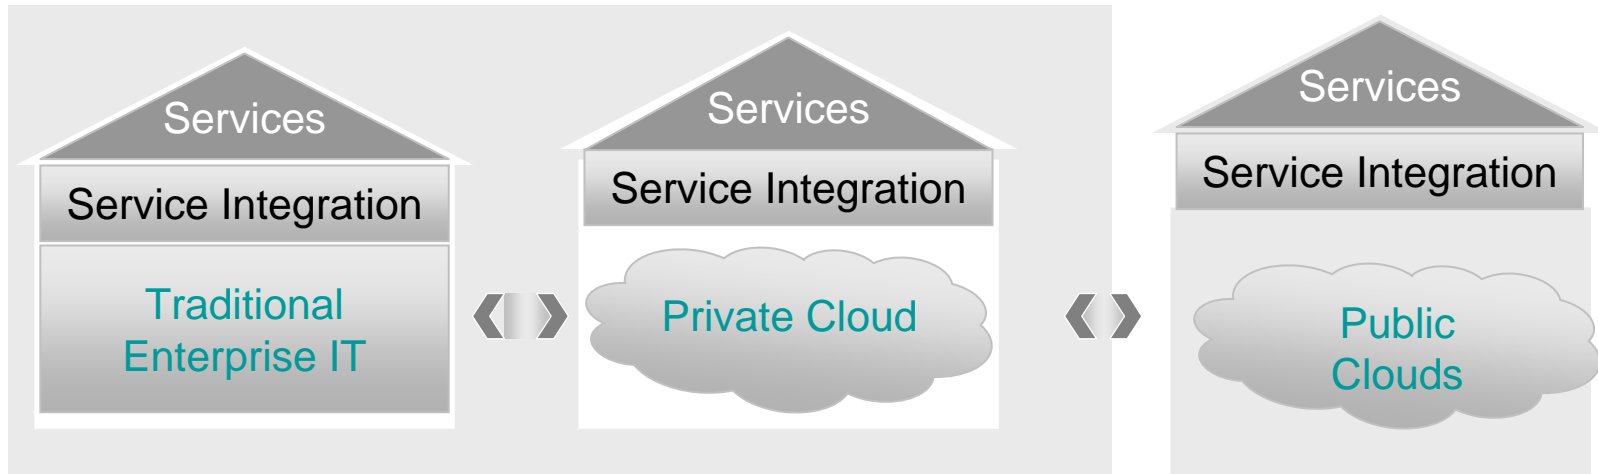 Services
Service Integration
Traditional
Enterprise IT
Services
Service Integration
Private Cloud
Services
Service Integration
Public
Clouds